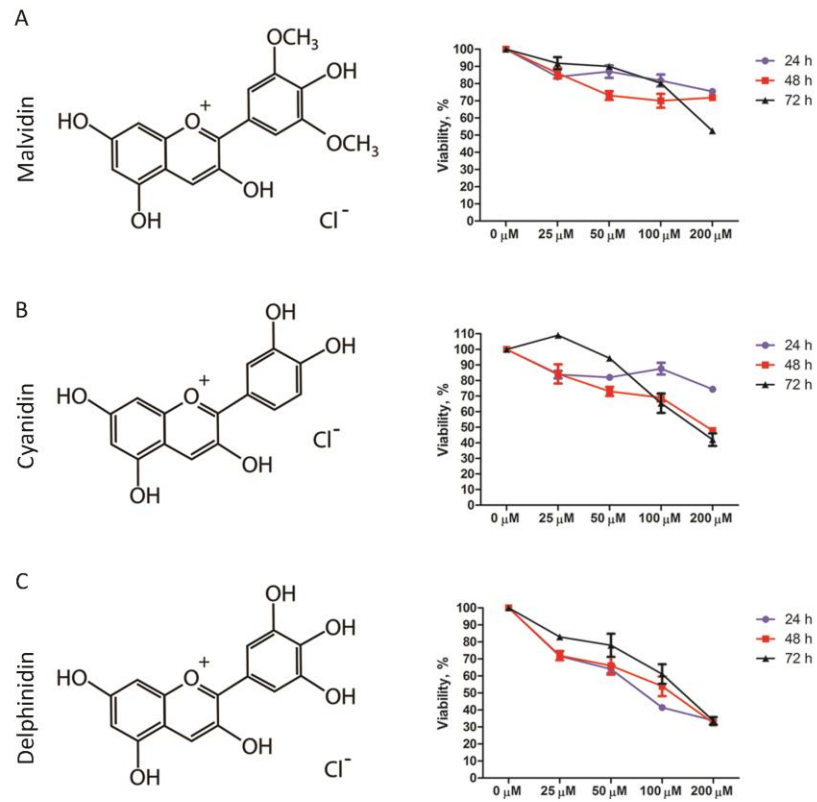 A
Malvidin
OCH₃
OH
HO
O
+
OCH₃
OH
OH
Cl⁻
Viability, %
100
90
80
70
60
50
40
30
20
10
0
0 μM 25 μM 50 μM 100 μM 200 μM
24 h
48 h
72 h
B
Cyanidin
OH
OH
HO
O
+
OH
OH
Cl⁻
Viability, %
110
100
90
80
70
60
50
40
30
20
10
0
0 μM 25 μM 50 μM 100 μM 200 μM
24 h
48 h
72 h
C
Delphinidin
OH
OH
HO
O
+
OH
OH
OH
Cl⁻
Viability, %
100
90
80
70
60
50
40
30
20
10
0
0 μM 25 μM 50 μM 100 μM 200 μM
24 h
48 h
72 h